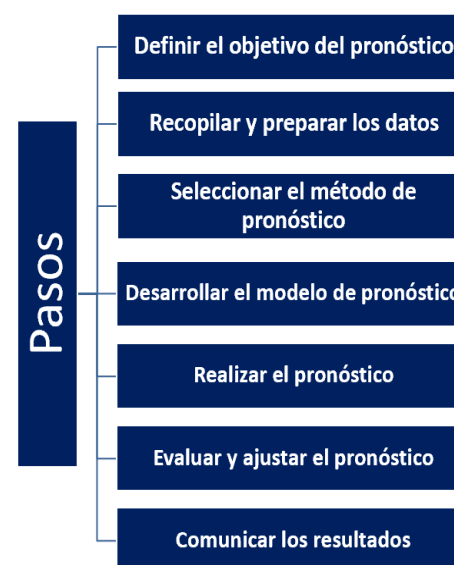 Pasos
Definir el objetivo del pronóstico
Recopilar y preparar los datos
Seleccionar el método de
pronóstico
Desarrollar el modelo de pronóstico
Realizar el pronóstico
Evaluar y ajustar el pronóstico
Comunicar los resultados